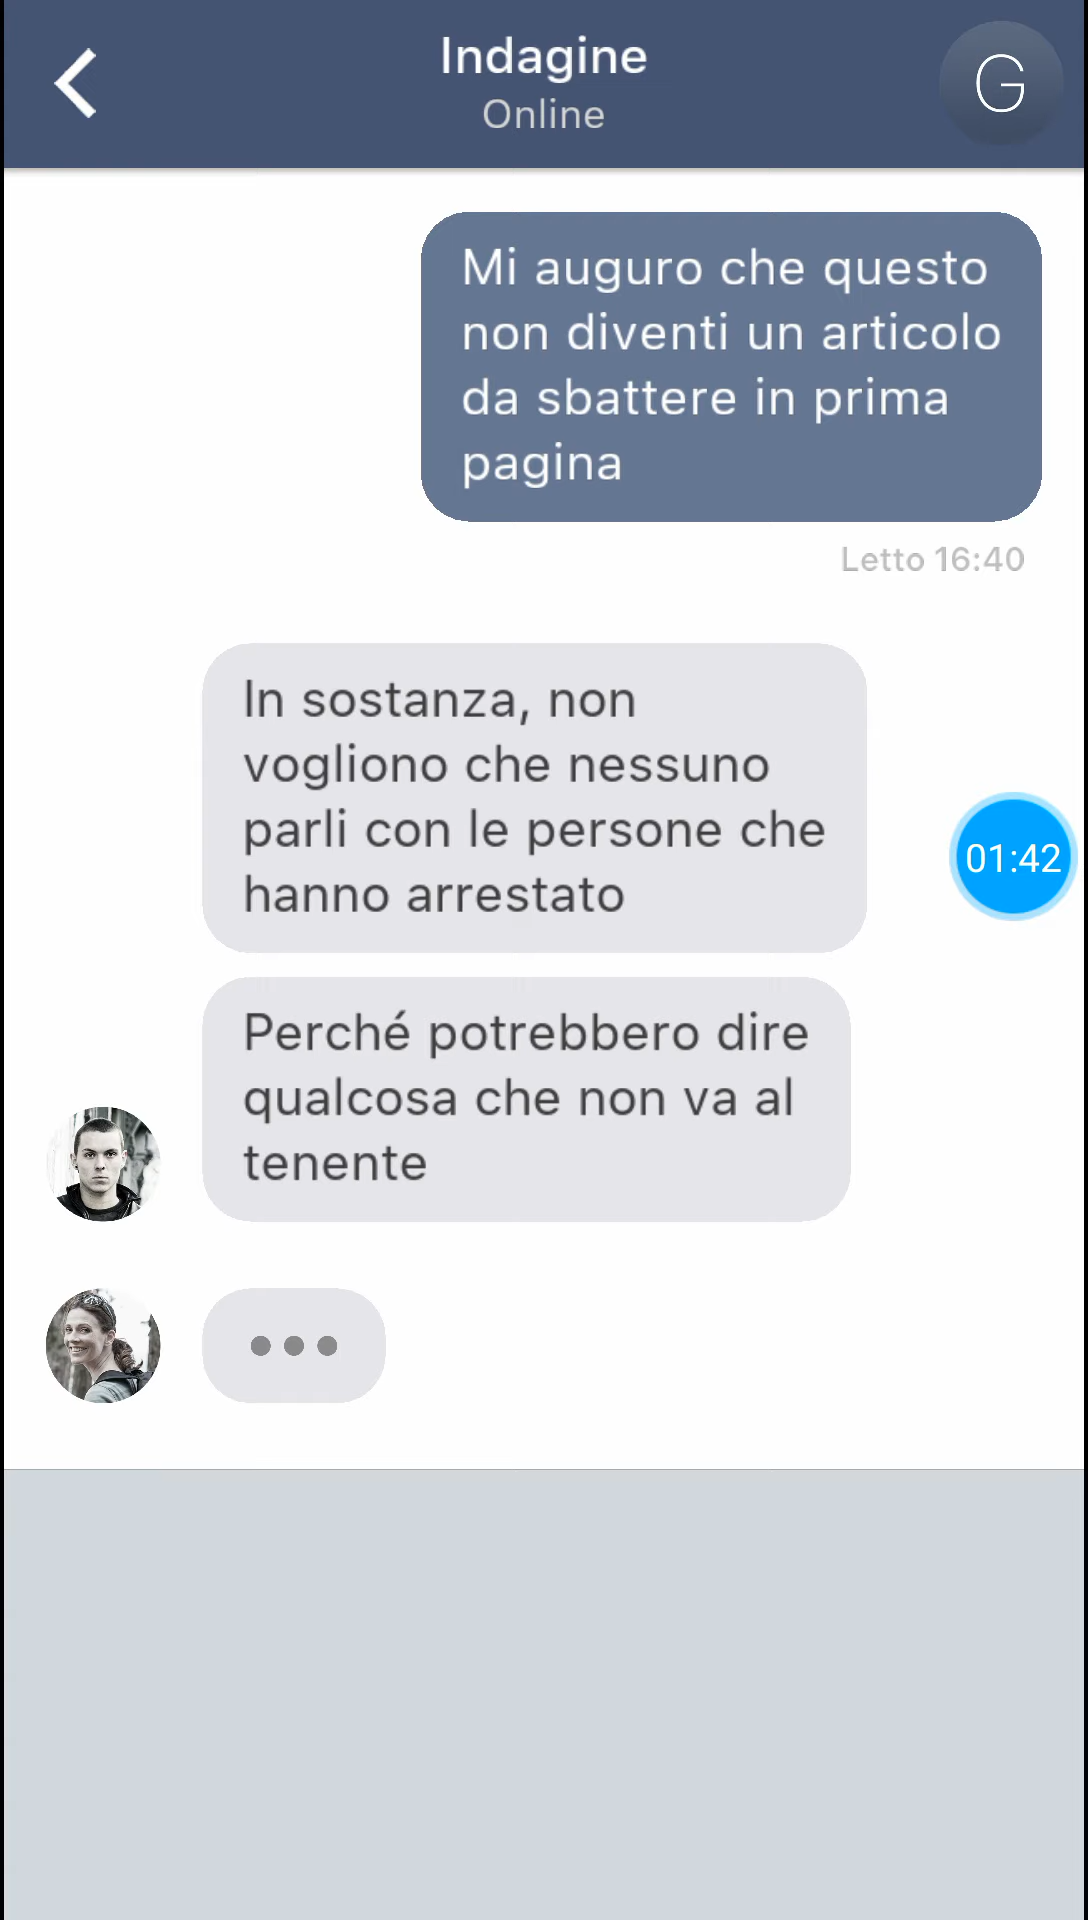 Indagine
Online
G
Mi auguro che questo
non diventi un articolo
da sbattere in prima
pagina
Letto 16:40
In sostanza, non
vogliono che nessuno
parli con le persone che
hanno arrestato
01:42
Perché potrebbero dire
qualcosa che non va al
tenente